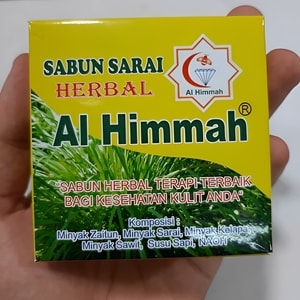 SABUN SARAI
HERBAL
Al Himmah
Al Himmah®
"SABUN HERBAL TERAPI TERBAIK
BAGI KESEHATAN KULIT ANDA"
Komposisi :
Minyak Zaitun, Minyak Sarai, Minyak Kelapa,
Minyak Sawit, Susu Sapi, NAOH